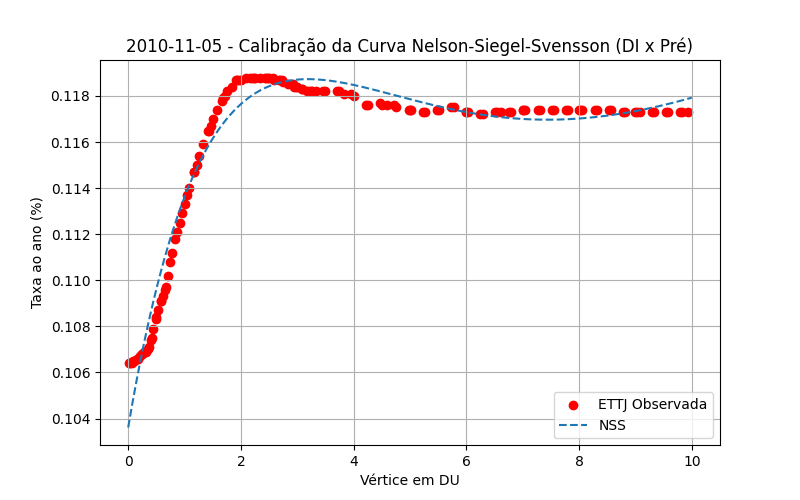 2010-11-05 - Calibração da Curva Nelson-Siegel-Svensson (DI x Pré)
Taxa ao ano (%)
0.118
0.116
0.114
0.112
0.110
0.108
0.106
0.104
0 2 4 6 8 10
Vértice em DU
ETTJ Observada
NSS